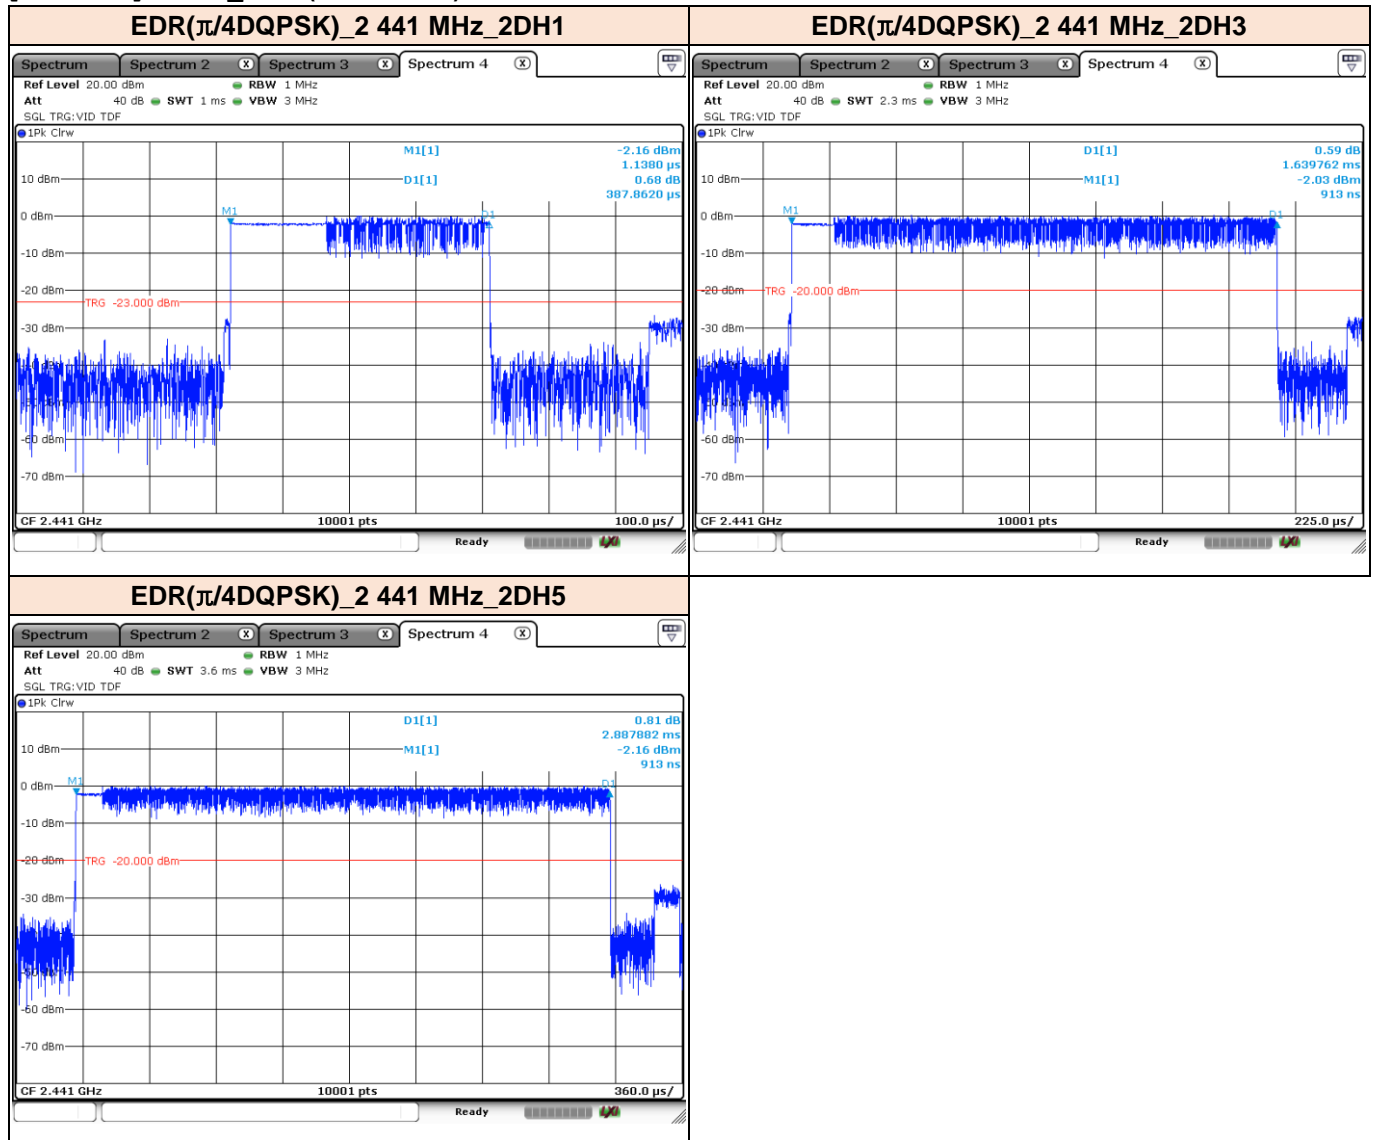 EDR(π/4DQPSK)_2 441 MHz_2DH1
Spectrum Spectrum 2 X Spectrum 3 X Spectrum 4 X
Ref Level 20.00 dBm RBW 1 MHz
Att 40 dB SWT 1 ms VBW 3 MHz
SGL TRG:VID TDF
1Pk Clrw
M1[1] -2.16 dBm
1.1380 µs
10 dBm D1[1] 0.68 dB
387.8620 µs
M1 D1
0 dBm
-10 dBm
-20 dBm
TRG -23.000 dBm
-30 dBm
-60 dBm
-70 dBm
CF 2.441 GHz 10001 pts 100.0 µs/
Ready LXI
EDR(π/4DQPSK)_2 441 MHz_2DH3
Spectrum Spectrum 2 X Spectrum 3 X Spectrum 4 X
Ref Level 20.00 dBm RBW 1 MHz
Att 40 dB SWT 2.3 ms VBW 3 MHz
SGL TRG:VID TDF
1Pk Clrw
D1[1] 0.59 dB
1.639762 ms
10 dBm M1[1] -2.03 dBm
913 ns
M1 D1
0 dBm
-10 dBm
-20 dBm TRG -20.000 dBm
-30 dBm
-60 dBm
-70 dBm
CF 2.441 GHz 10001 pts 225.0 µs/
Ready LXI
EDR(π/4DQPSK)_2 441 MHz_2DH5
Spectrum Spectrum 2 X Spectrum 3 X Spectrum 4 X
Ref Level 20.00 dBm RBW 1 MHz
Att 40 dB SWT 3.6 ms VBW 3 MHz
SGL TRG:VID TDF
1Pk Clrw
D1[1] 0.81 dB
2.887882 ms
10 dBm M1[1] -2.16 dBm
913 ns
M1 D1
0 dBm
-10 dBm
-20 dBm TRG -20.000 dBm
-30 dBm
-60 dBm
-70 dBm
CF 2.441 GHz 10001 pts 360.0 µs/
Ready LXI